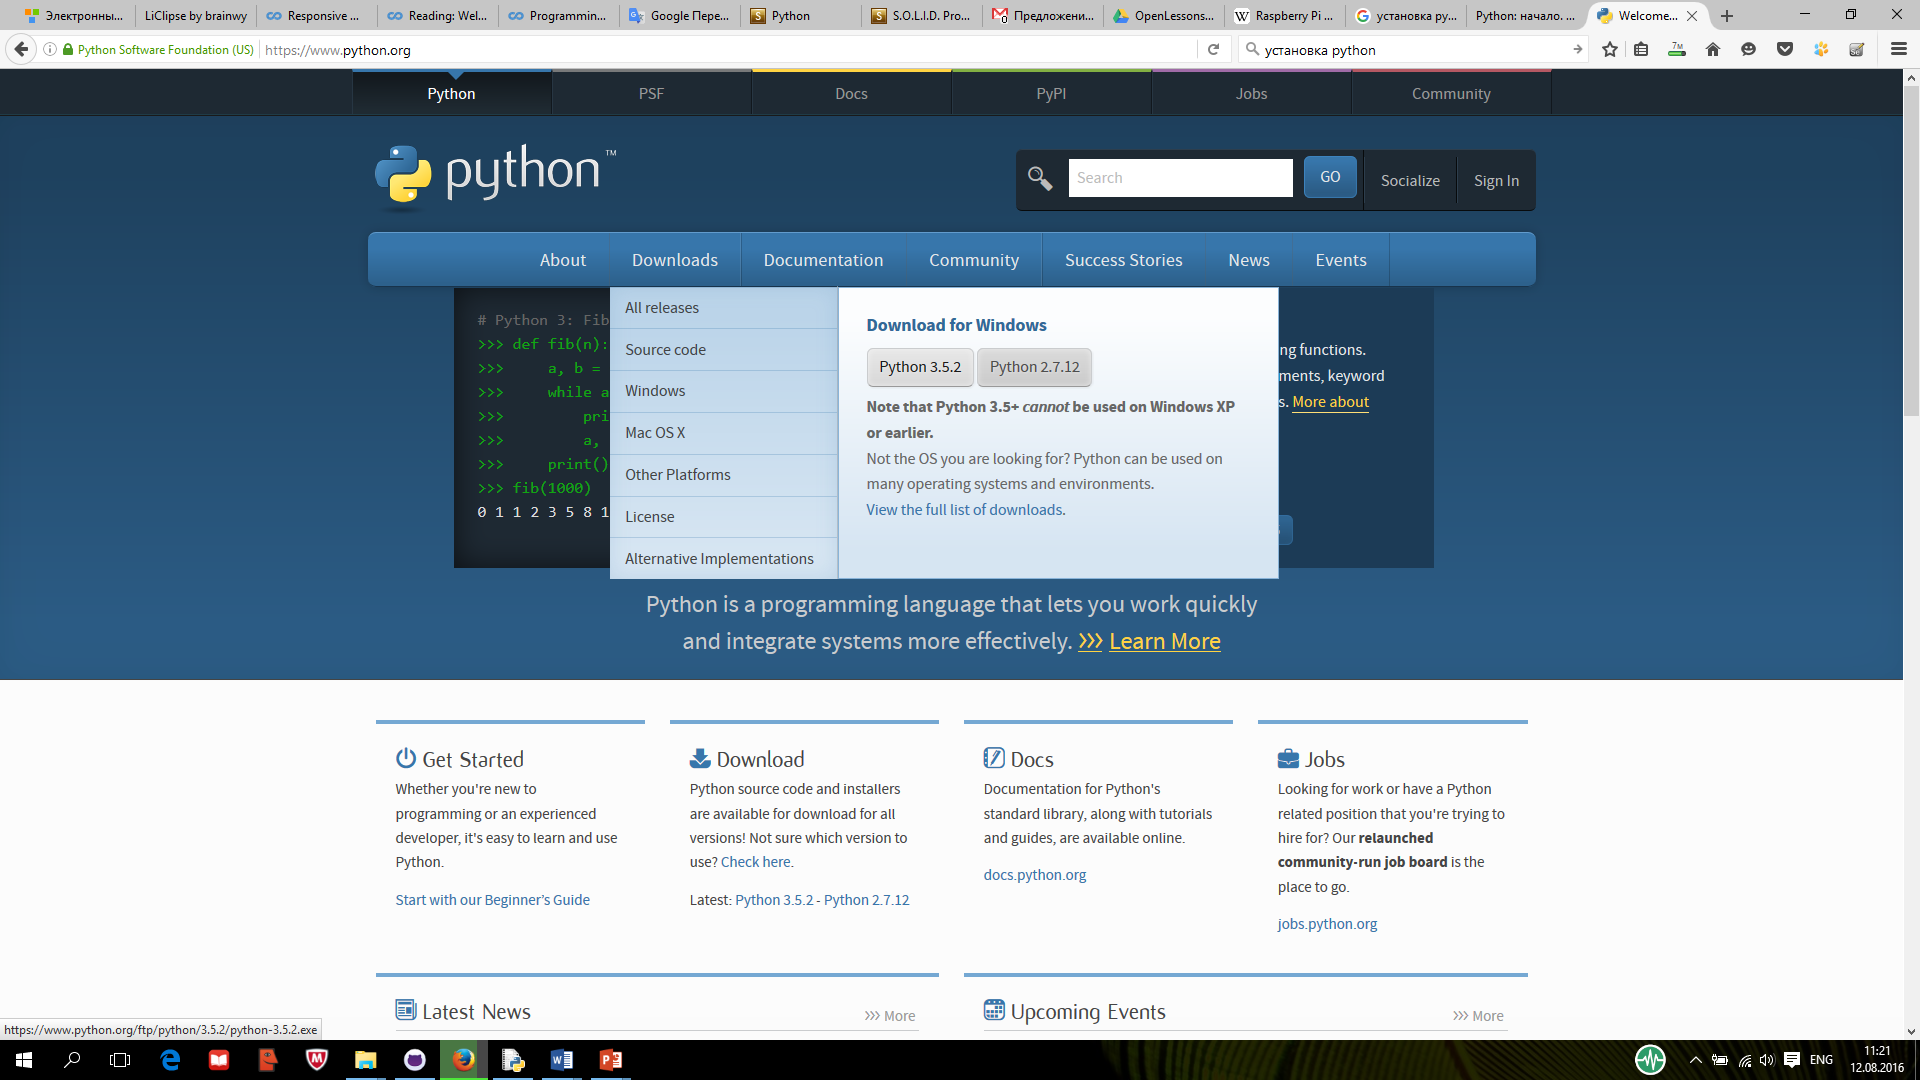 Электронны...
LiClipse by brainwy
Responsive ...
Reading: Wel...
Programmin...
Google Пере...
Python
S.O.L.I.D. Pro...
Предложени...
OpenLessons...
Raspberry Pi ...
установка ру...
Python: начало. ...
Welcome...
Python Software Foundation (US)
https://www.python.org
установка python
7м
Python
PSF
Docs
PyPI
Jobs
Community
python™
Search
GO
Socialize
Sign In
About
Downloads
Documentation
Community
Success Stories
News
Events
# Python 3: Fib
>>> def fib(n):
>>> a, b =
>>> while a
>>> pri
>>> a,
>>> print()
>>> fib(1000)
0 1 1 2 3 5 8 1
All releases
Source code
Windows
Mac OS X
Other Platforms
License
Alternative Implementations
Download for Windows
Python 3.5.2
Python 2.7.12
Note that Python 3.5+ cannot be used on Windows XP
or earlier.
Not the OS you are looking for? Python can be used on
many operating systems and environments.
View the full list of downloads.
ng functions.
ments, keyword
s. More about
Python is a programming language that lets you work quickly
and integrate systems more effectively. >>> Learn More
Get Started
Whether you're new to
programming or an experienced
developer, it's easy to learn and use
Python.
Start with our Beginner's Guide
Download
Python source code and installers
are available for download for all
versions! Not sure which version to
use? Check here.
Latest: Python 3.5.2 - Python 2.7.12
Docs
Documentation for Python's
standard library, along with tutorials
and guides, are available online.
docs.python.org
Jobs
Looking for work or have a Python
related position that you're trying to
hire for? Our relaunched
community-run job board is the
place to go.
jobs.python.org
Latest News
>>> More
Upcoming Events
>>> More
https://www.python.org/ftp/python/3.5.2/python-3.5.2.exe
ENG
11:21
12.08.2016